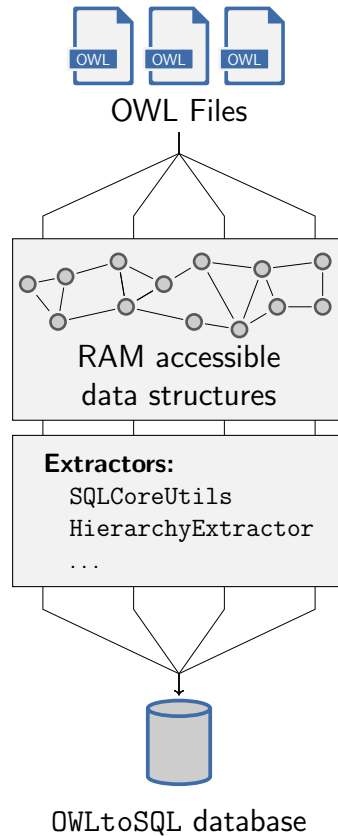 OWL OWL OWL
OWL Files
RAM accessible
data structures
Extractors:
SQLCoreUtils
HierarchyExtractor
...
OWLtoSQL database